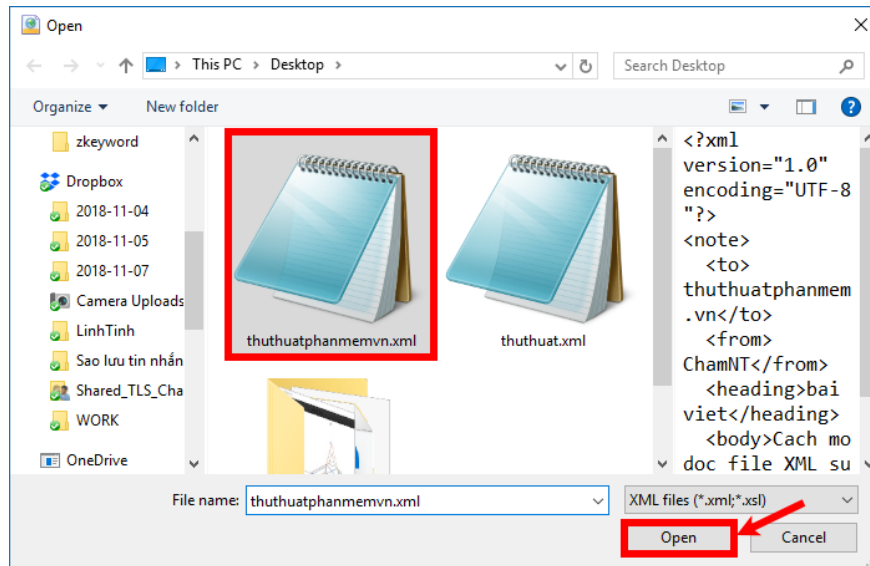 Open
This PC > Desktop >
Search Desktop
Organize
New folder
zkeyword
Dropbox
2018-11-04
2018-11-05
2018-11-07
Camera Uploads
LinhTinh
Sao lưu tin nhắn
Shared_TLS_Cha
WORK
OneDrive
thuthuatphanmemvn.xml
thuthuat.xml
<?xml
version="1.0"
encoding="UTF-8
"?>
<note>
<to>
thuthuatphanmem
.vn</to>
<from>
ChamNT</from>
<heading>bai
viet</heading>
<body>Cach mo
doc file XML su
File name: thuthuatphanmemvn.xml
XML files (*.xml;*.xsl)
Open
Cancel